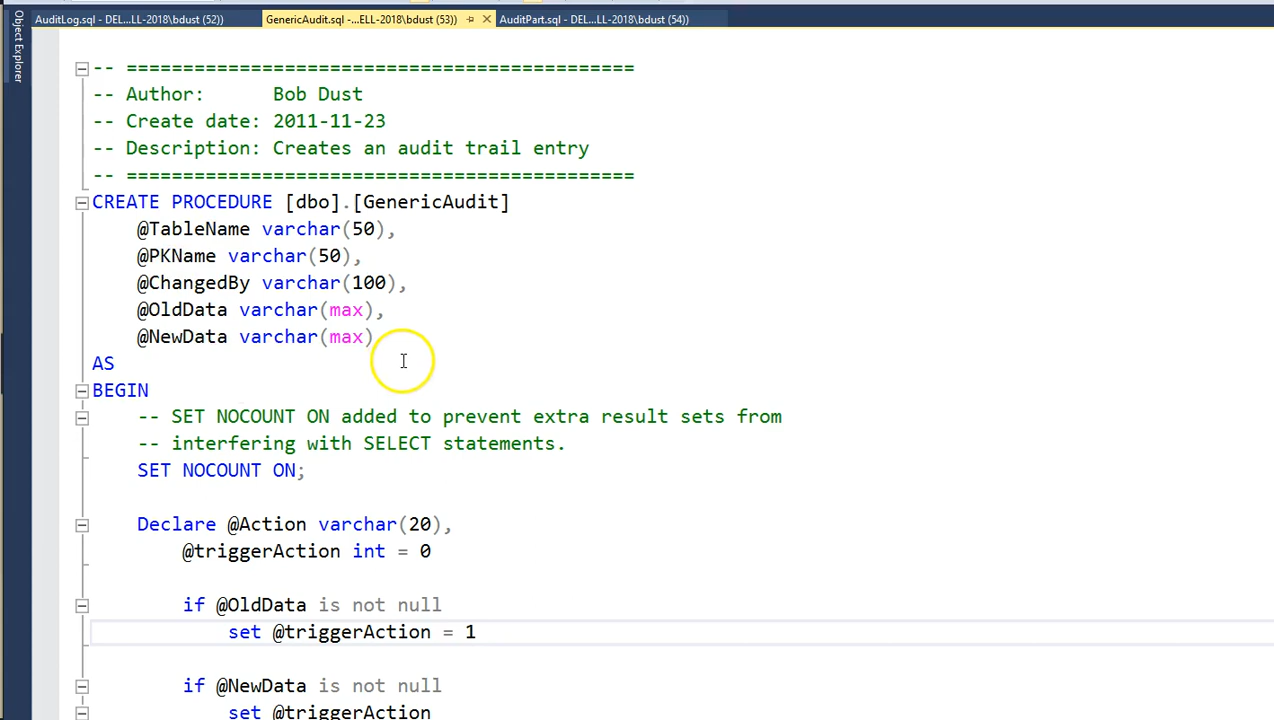 AuditLog.sql - DEL...LL-2018\bdust (52))
GenericAudit.sql -...ELL-2018\bdust (53))
AuditPart.sql - DEL...LL-2018\bdust (54))
Object Explorer
-- =============================================
-- Author: Bob Dust
-- Create date: 2011-11-23
-- Description: Creates an audit trail entry
-- =============================================
CREATE PROCEDURE [dbo].[GenericAudit]
@TableName varchar(50),
@PKName varchar(50),
@ChangedBy varchar(100),
@OldData varchar(max),
@NewData varchar(max)
AS
BEGIN
-- SET NOCOUNT ON added to prevent extra result sets from
-- interfering with SELECT statements.
SET NOCOUNT ON;
Declare @Action varchar(20),
@triggerAction int = 0
if @OldData is not null
set @triggerAction = 1
if @NewData is not null
set @triggerAction